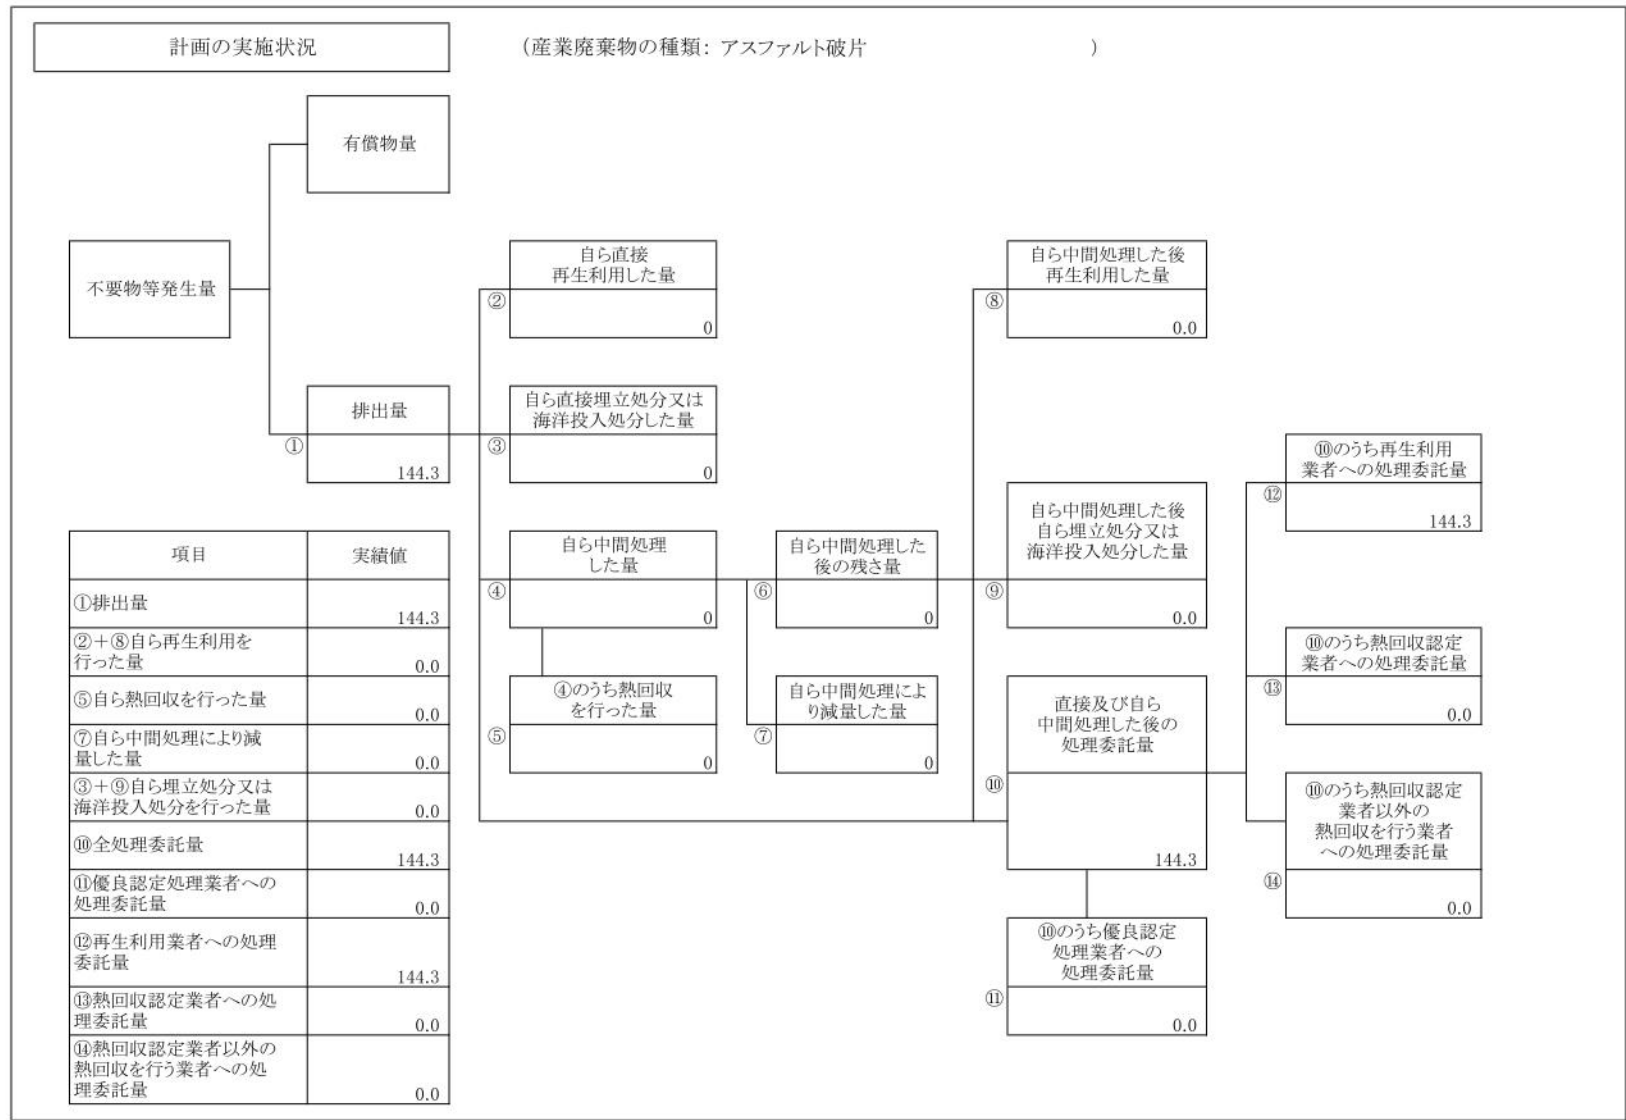 計画の実施状況
（産業廃棄物の種類：アスファルト破片　　　　　　　　　　）
有償物量
不要物等発生量
排出量
①
144.3
自ら直接
再生利用した量
②
0
自ら直接埋立処分又は
海洋投入処分した量
③
0
自ら中間処理
した量
④
0
④のうち熱回収
を行った量
⑤
0
自ら中間処理した
後の残さ量
⑥
0
自ら中間処理によ
り減量した量
⑦
0
自ら中間処理した後
再生利用した量
⑧
0.0
自ら中間処理した後
自ら埋立処分又は
海洋投入処分した量
⑨
0.0
直接及び自ら
中間処理した後の
処理委託量
⑩
144.3
⑩のうち優良認定
処理業者への
処理委託量
⑪
0.0
⑩のうち再生利用
業者への処理委託量
⑫
144.3
⑩のうち熱回収認定
業者への処理委託量
⑬
0.0
⑩のうち熱回収認定
業者以外の
熱回収を行う業者
への処理委託量
⑭
0.0
項目 実績値
①排出量
144.3
②＋⑧自ら再生利用を
行った量
0.0
⑤自ら熱回収を行った量
0.0
⑦自ら中間処理により減
量した量
0.0
③＋⑨自ら埋立処分又は
海洋投入処分を行った量
0.0
⑩全処理委託量
144.3
⑪優良認定処理業者への
処理委託量
0.0
⑫再生利用業者への処理
委託量
144.3
⑬熱回収認定業者への処
理委託量
0.0
⑭熱回収認定業者以外の
熱回収を行う業者への処
理委託量
0.0